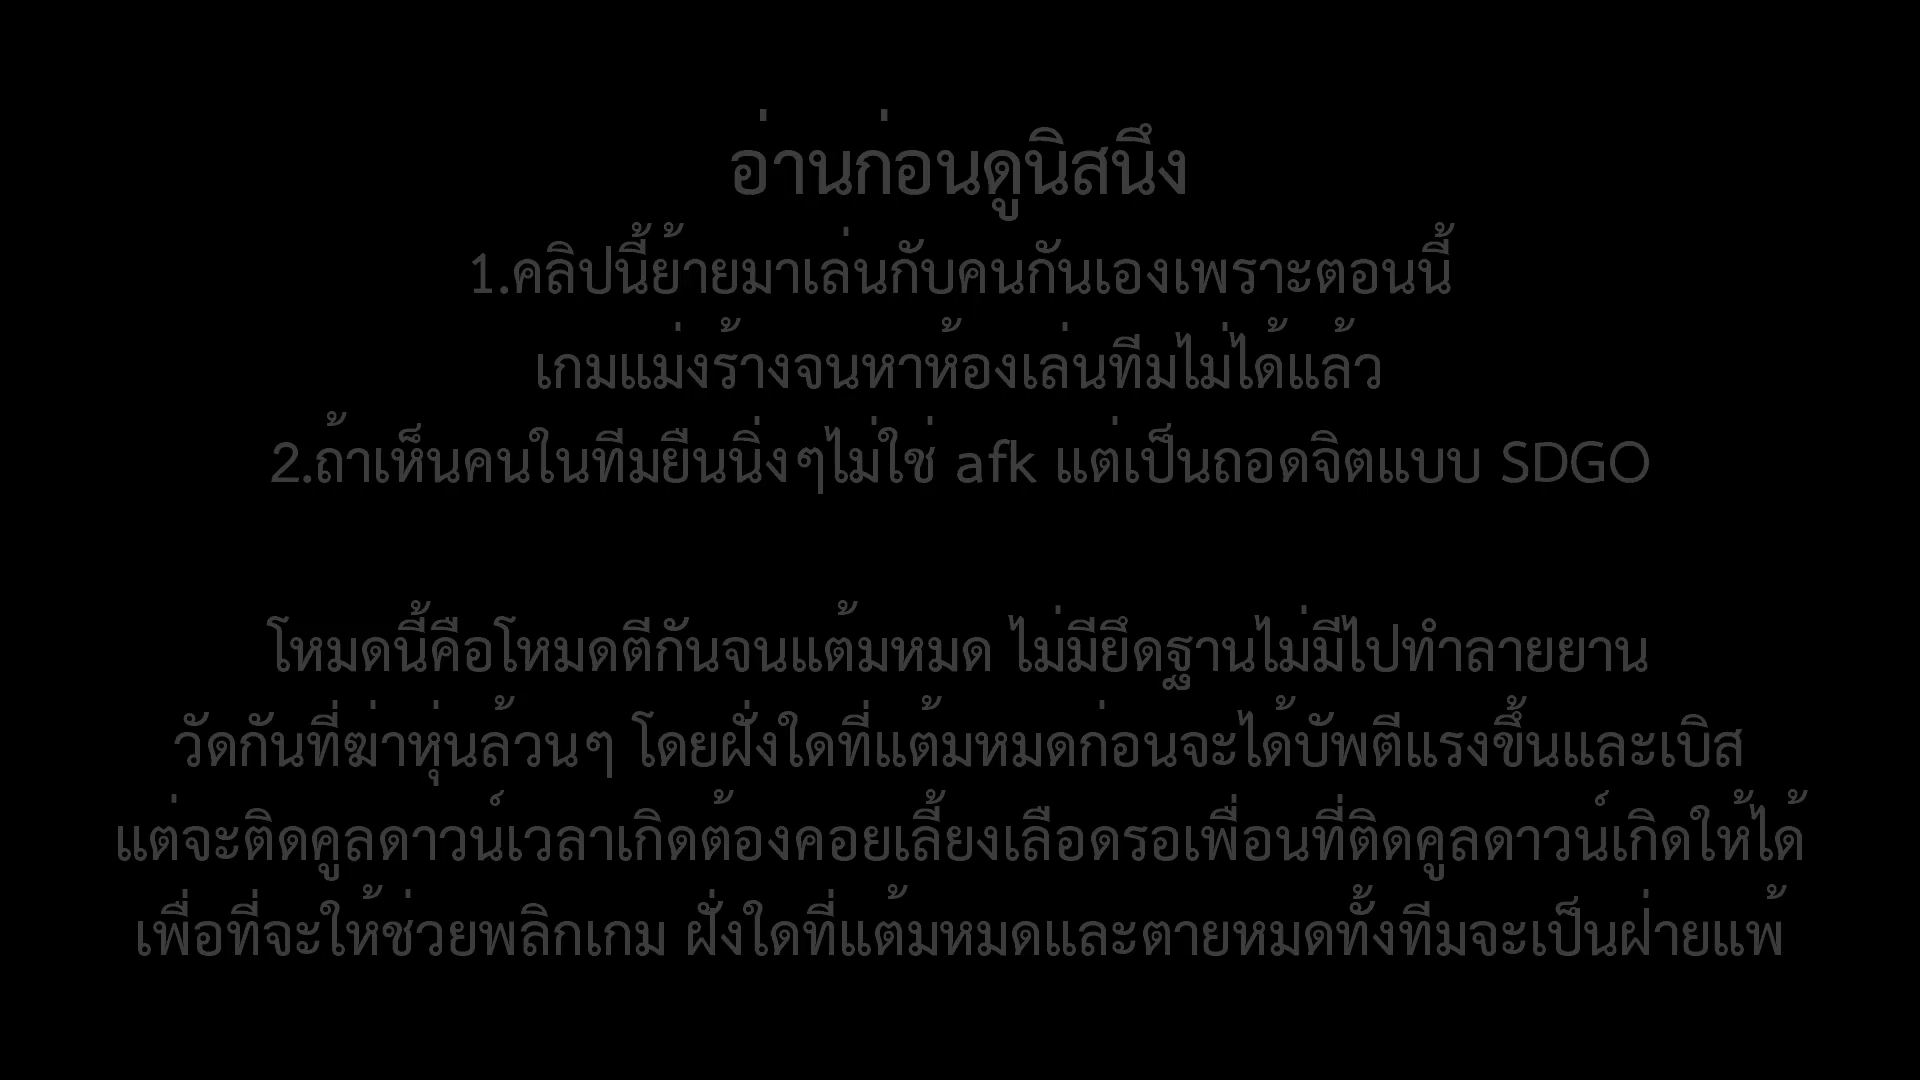 อ่านก่อนดูนิสนึง
1.คลิปนี้ย้ายมาเล่นกับคนกันเองเพราะตอนนี้
เกมแม่งร้างจนหาห้องเล่นทีมไม่ได้แล้ว
2.ถ้าเห็นคนในทีมยืนนิ่งๆไม่ใช่ afk แต่เป็นถอดจิตแบบ SDGO
โหมดนี้คือโหมดตีกันจนแต้มหมด ไม่มียึดฐานไม่มีไปทำลายยาน
วัดกันที่ฆ่าหุ่นล้วนๆ โดยฝั่งใดที่แต้มหมดก่อนจะได้บัพตีแรงขึ้นและเบิส
แต่จะติดคูลดาวน์เวลาเกิดต้องคอยเลี้ยงเลือดรอเพื่อนที่ติดคูลดาวน์เกิดให้ได้
เพื่อที่จะให้ช่วยพลิกเกม ฝั่งใดที่แต้มหมดและตายหมดทั้งทีมจะเป็นฝ่ายแพ้